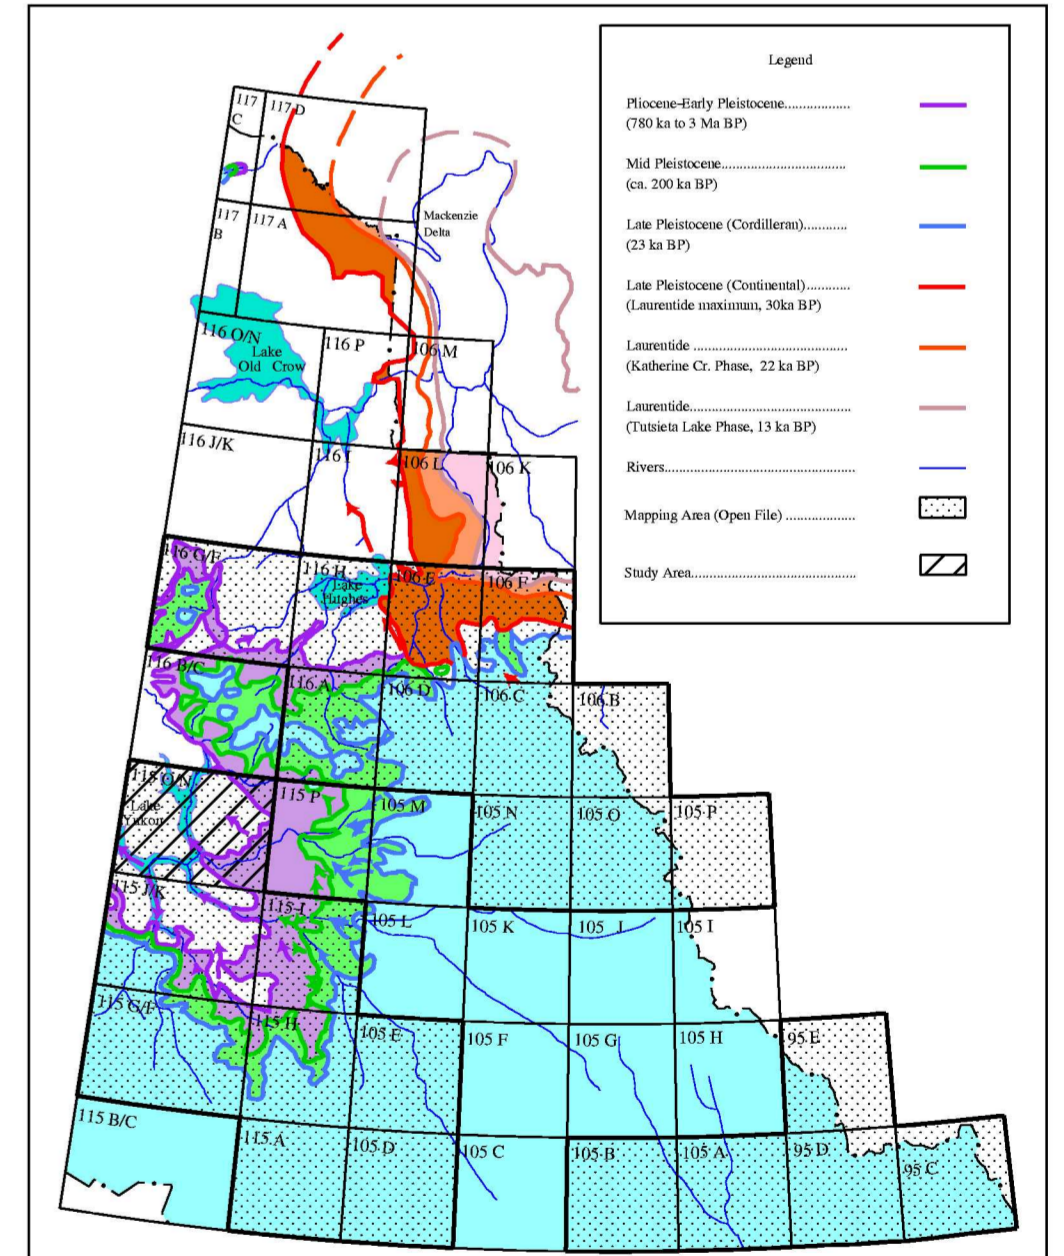 Legend
Pliocene-Early Pleistocene..................
(780 ka to 3 Ma BP)
Mid Pleistocene..................................
(ca. 200 ka BP)
Late Pleistocene (Cordilleran)............
(23 ka BP)
Late Pleistocene (Continental)............
(Laurentide maximum, 30ka BP)
Laurentide ..........................................
(Katherine Cr. Phase, 22 ka BP)
Laurentide............................................
(Tutsieta Lake Phase, 13 ka BP)
Rivers....................................................
Mapping Area (Open File) ...................
Study Area.............................................
117
C
117 D
117
B
117 A
Mackenzie
Delta
116 O/N
Lake
Old Crow
116 P
106 M
116 J/K
116 I
106 L
106 K
116 G/F
116 H
Lake
Hughes
106 E
106 F
116 B/C
116 A
106 D
106 C
106 B
115 O/N
Lake
Yukon
115 P
105 M
105 N
105 O
105 P
115 J/K
115 I
105 L
105 K
105 J
105 I
115 G/F
115 H
105 E
105 F
105 G
105 H
95 E
115 B/C
115 A
105 D
105 C
105 B
105 A
95 D
95 C